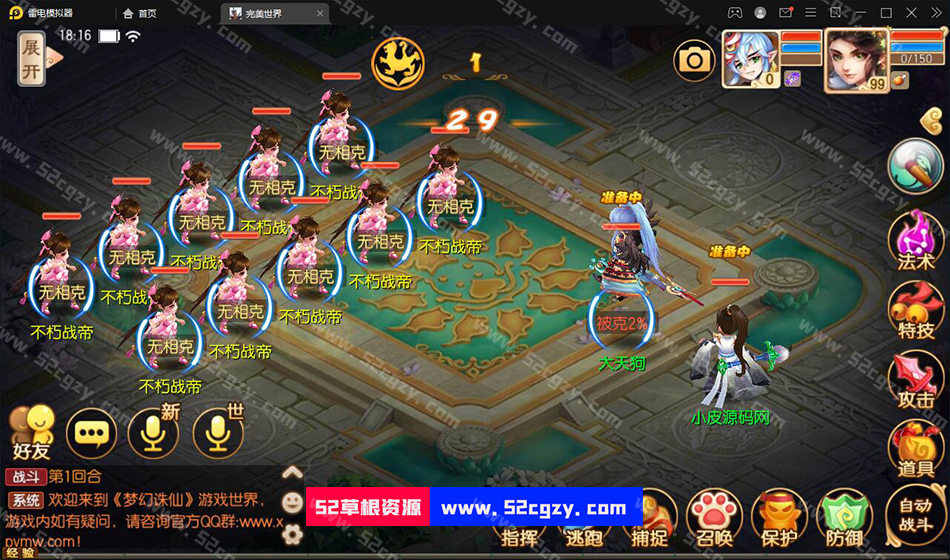 雷电模拟器
首页
完美世界
展开
18:16
1
29
0
99
0/150
无相克
不朽战帝
无相克
不朽战
无相克
不朽战
无相克
不朽战
无相克
不朽战
无相克
不朽战帝
无相克
不朽战帝
无相克
不朽战帝
无相克
不朽战帝
无相克
不朽战帝
准备中
被克2%
大天狗
准备中
小皮源码网
法术
特技
攻击
道具
自动
战斗
好友
新
世
战斗 第1回合
系统 欢迎来到《梦幻诛仙》游戏世界,
游戏内如有疑问，请咨询官方QQ群:www.x
pvmw.com!
经验
52草根资源 www.52cgzy.com
指挥
逃跑
捕捉
召唤
保护
防御
www.52cgzy.com